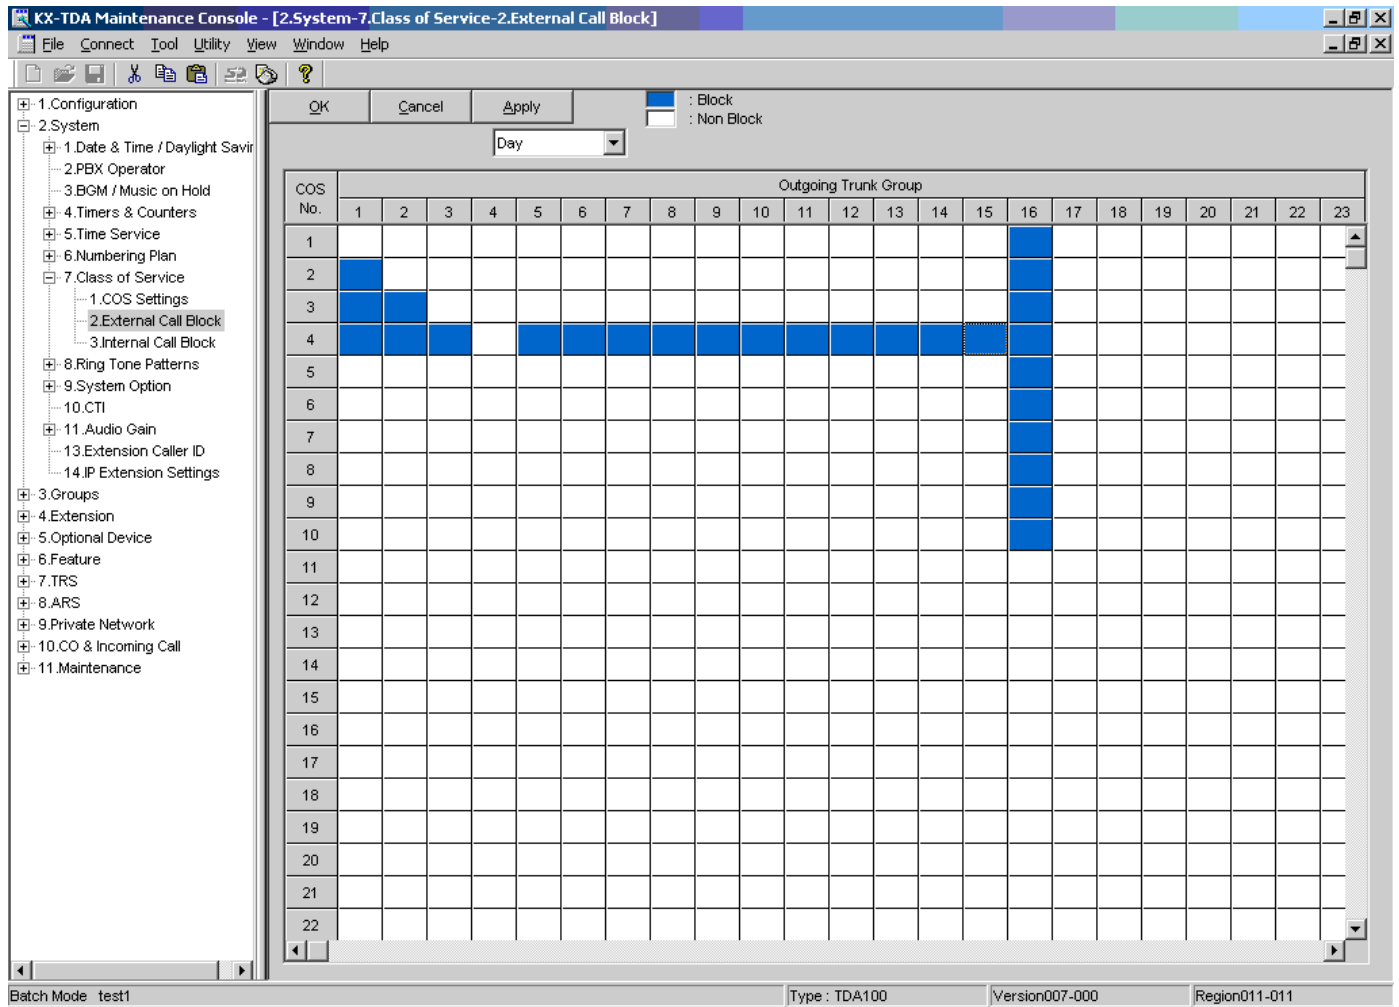 KX-TDA Maintenance Console - [2.System-7.Class of Service-2.External Call Block]
File Connect Tool Utility View Window Help
1.Configuration
2.System
1.Date & Time / Daylight Savir
2.PBX Operator
3.BGM / Music on Hold
4.Timers & Counters
5.Time Service
6.Numbering Plan
7.Class of Service
1.COS Settings
2.External Call Block
3.Internal Call Block
8.Ring Tone Patterns
9.System Option
10.CTI
11.Audio Gain
13.Extension Caller ID
14.IP Extension Settings
3.Groups
4.Extension
5.Optional Device
6.Feature
7.TRS
8.ARS
9.Private Network
10.CO & Incoming Call
11.Maintenance
OK Cancel Apply
: Block
: Non Block
Day
COS No.
Outgoing Trunk Group
1 2 3 4 5 6 7 8 9 10 11 12 13 14 15 16 17 18 19 20 21 22 23
1
2
3
4
5
6
7
8
9
10
11
12
13
14
15
16
17
18
19
20
21
22
Batch Mode test1 Type : TDA100 Version007-000 Region011-011